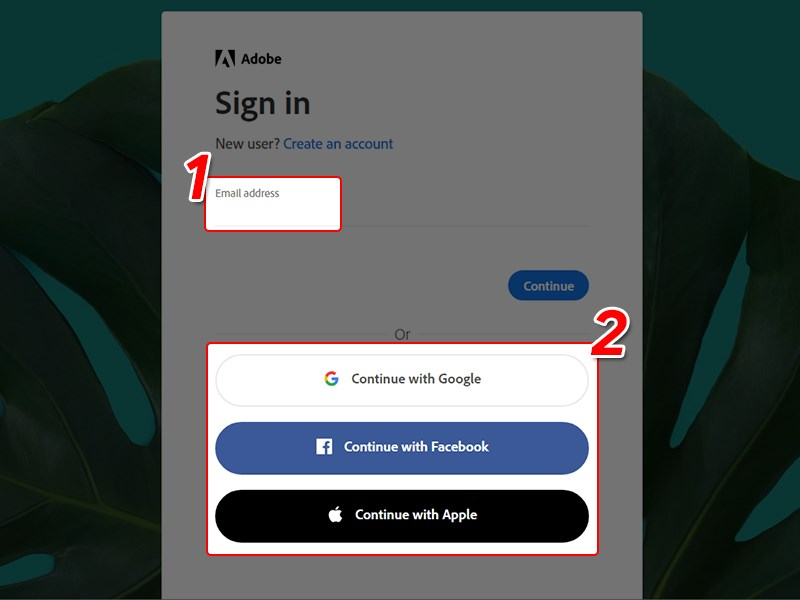 Adobe
Sign in
New user? Create an account
1
Email address
Continue
Or
2
Continue with Google
Continue with Facebook
Continue with Apple